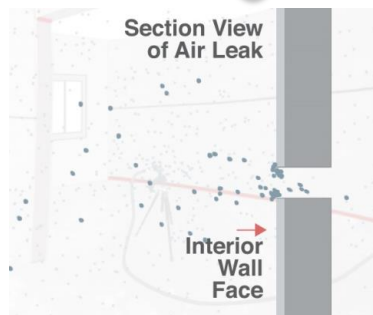 Section View
of Air Leak
Interior
Wall
Face